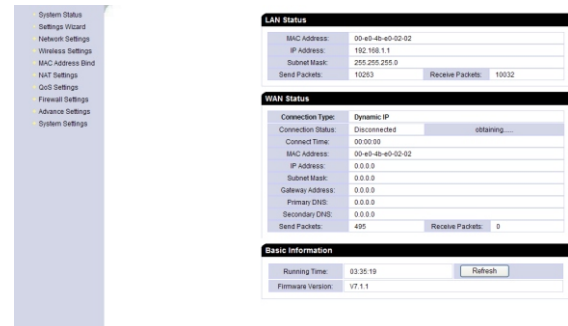 System Status
Settings Wizard
Network Settings
Wireless Settings
MAC Address Bind
NAT Settings
QoS Settings
Firewall Settings
Advance Settings
System Settings
LAN Status
MAC Address: 00-e0-4b-e0-02-02
IP Address: 192.168.1.1
Subnet Mask: 255.255.255.0
Send Packets: 10263 Receive Packets: 10032
WAN Status
Connection Type: Dynamic IP
Connection Status: Disconnected obtaining.....
Connect Time: 00:00:00
MAC Address: 00-e0-4b-e0-02-02
IP Address: 0.0.0.0
Subnet Mask: 0.0.0.0
Gateway Address: 0.0.0.0
Primary DNS: 0.0.0.0
Secondary DNS: 0.0.0.0
Send Packets: 495 Receive Packets: 0
Basic Information
Running Time: 03:35:19 Refresh
Firmware Version: V7.1.1